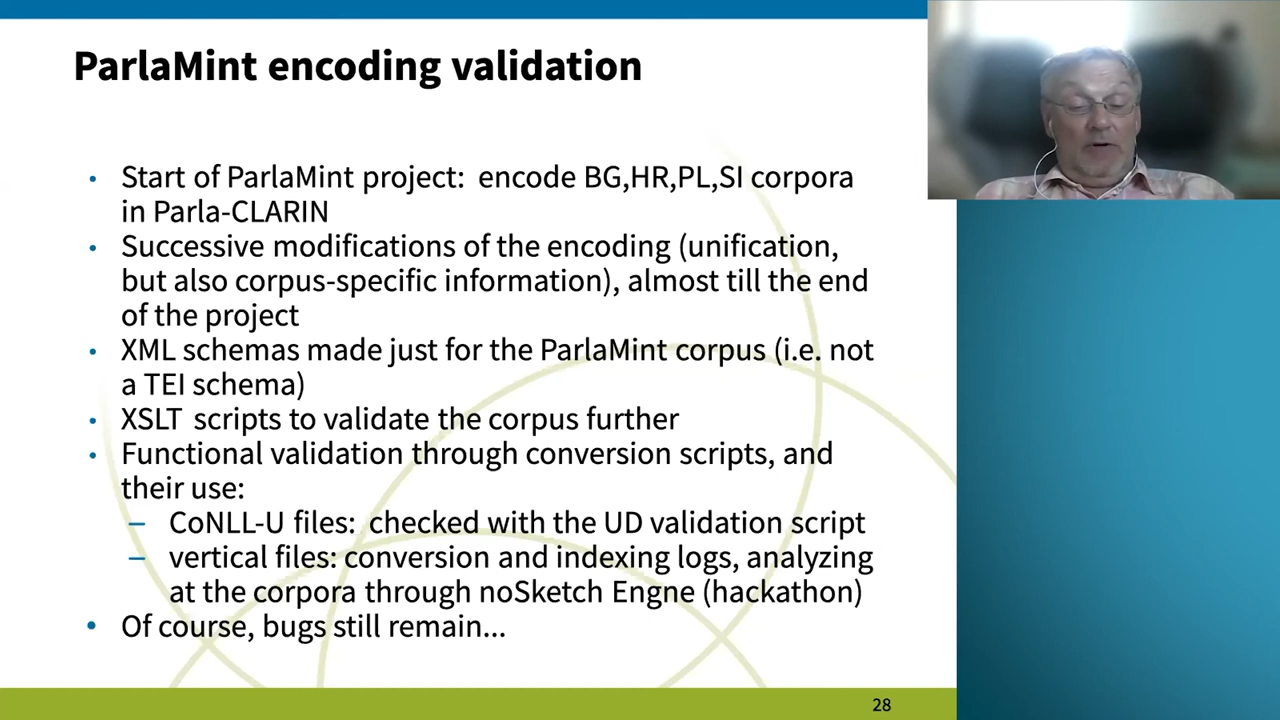 ParlaMint encoding validation
• Start of ParlaMint project: encode BG,HR,PL,SI corpora
in Parla-CLARIN
• Successive modifications of the encoding (unification,
but also corpus-specific information), almost till the end
of the project
• XML schemas made just for the ParlaMint corpus (i.e. not
a TEI schema)
• XSLT scripts to validate the corpus further
• Functional validation through conversion scripts, and
their use:
– CoNLL-U files: checked with the UD validation script
– vertical files: conversion and indexing logs, analyzing
at the corpora through noSketch Engne (hackathon)
• Of course, bugs still remain...
28